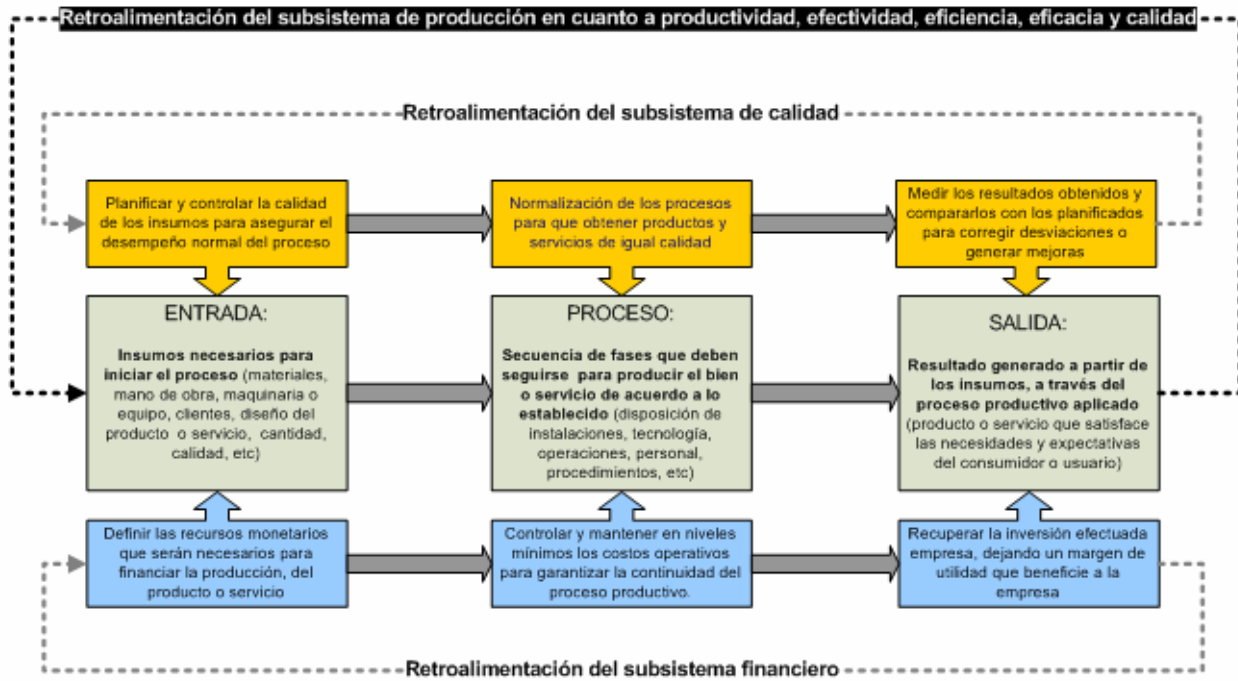 Retroalimentación del subsistema de producción en cuanto a productividad, efectividad, eficiencia, eficacia y calidad
Retroalimentación del subsistema de calidad
Planificar y controlar la calidad
de los insumos para asegurar el
desempeño normal del proceso
Normalización de los procesos
para que obtener productos y
servicios de igual calidad
Medir los resultados obtenidos y
compararlos con los planificados
para corregir desviaciones o
generar mejoras
ENTRADA:
Insumos necesarios para
iniciar el proceso (materiales,
mano de obra, maquinaria o
equipo, clientes, diseño del
producto o servicio, cantidad,
calidad, etc)
PROCESO:
Secuencia de fases que deben
seguirse para producir el bien
o servicio de acuerdo a lo
establecido (disposición de
instalaciones, tecnología,
operaciones, personal,
procedimientos, etc)
SALIDA:
Resultado generado a partir de
los insumos, a través del
proceso productivo aplicado
(producto o servicio que satisface
las necesidades y expectativas
del consumidor o usuario)
Definir las recursos monetarios
que serán necesarios para
financiar la producción, del
producto o servicio
Controlar y mantener en niveles
mínimos los costos operativos
para garantizar la continuidad del
proceso productivo.
Recuperar la inversión efectuada
empresa, dejando un margen de
utilidad que beneficie a la
empresa
Retroalimentación del subsistema financiero